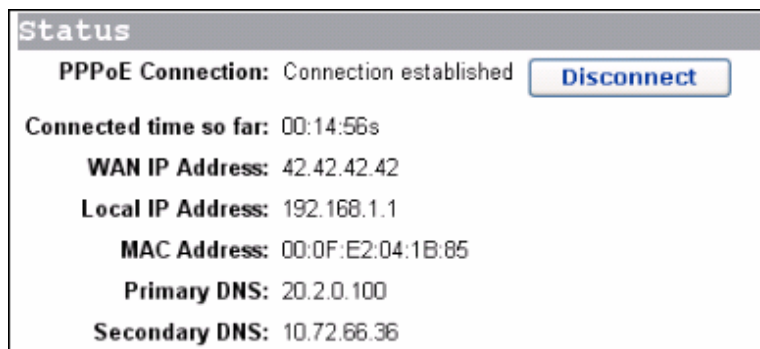 Status
PPPoE Connection: Connection established Disconnect
Connected time so far: 00:14:56s
WAN IP Address: 42.42.42.42
Local IP Address: 192.168.1.1
MAC Address: 00:0F:E2:04:1B:85
Primary DNS: 20.2.0.100
Secondary DNS: 10.72.66.36